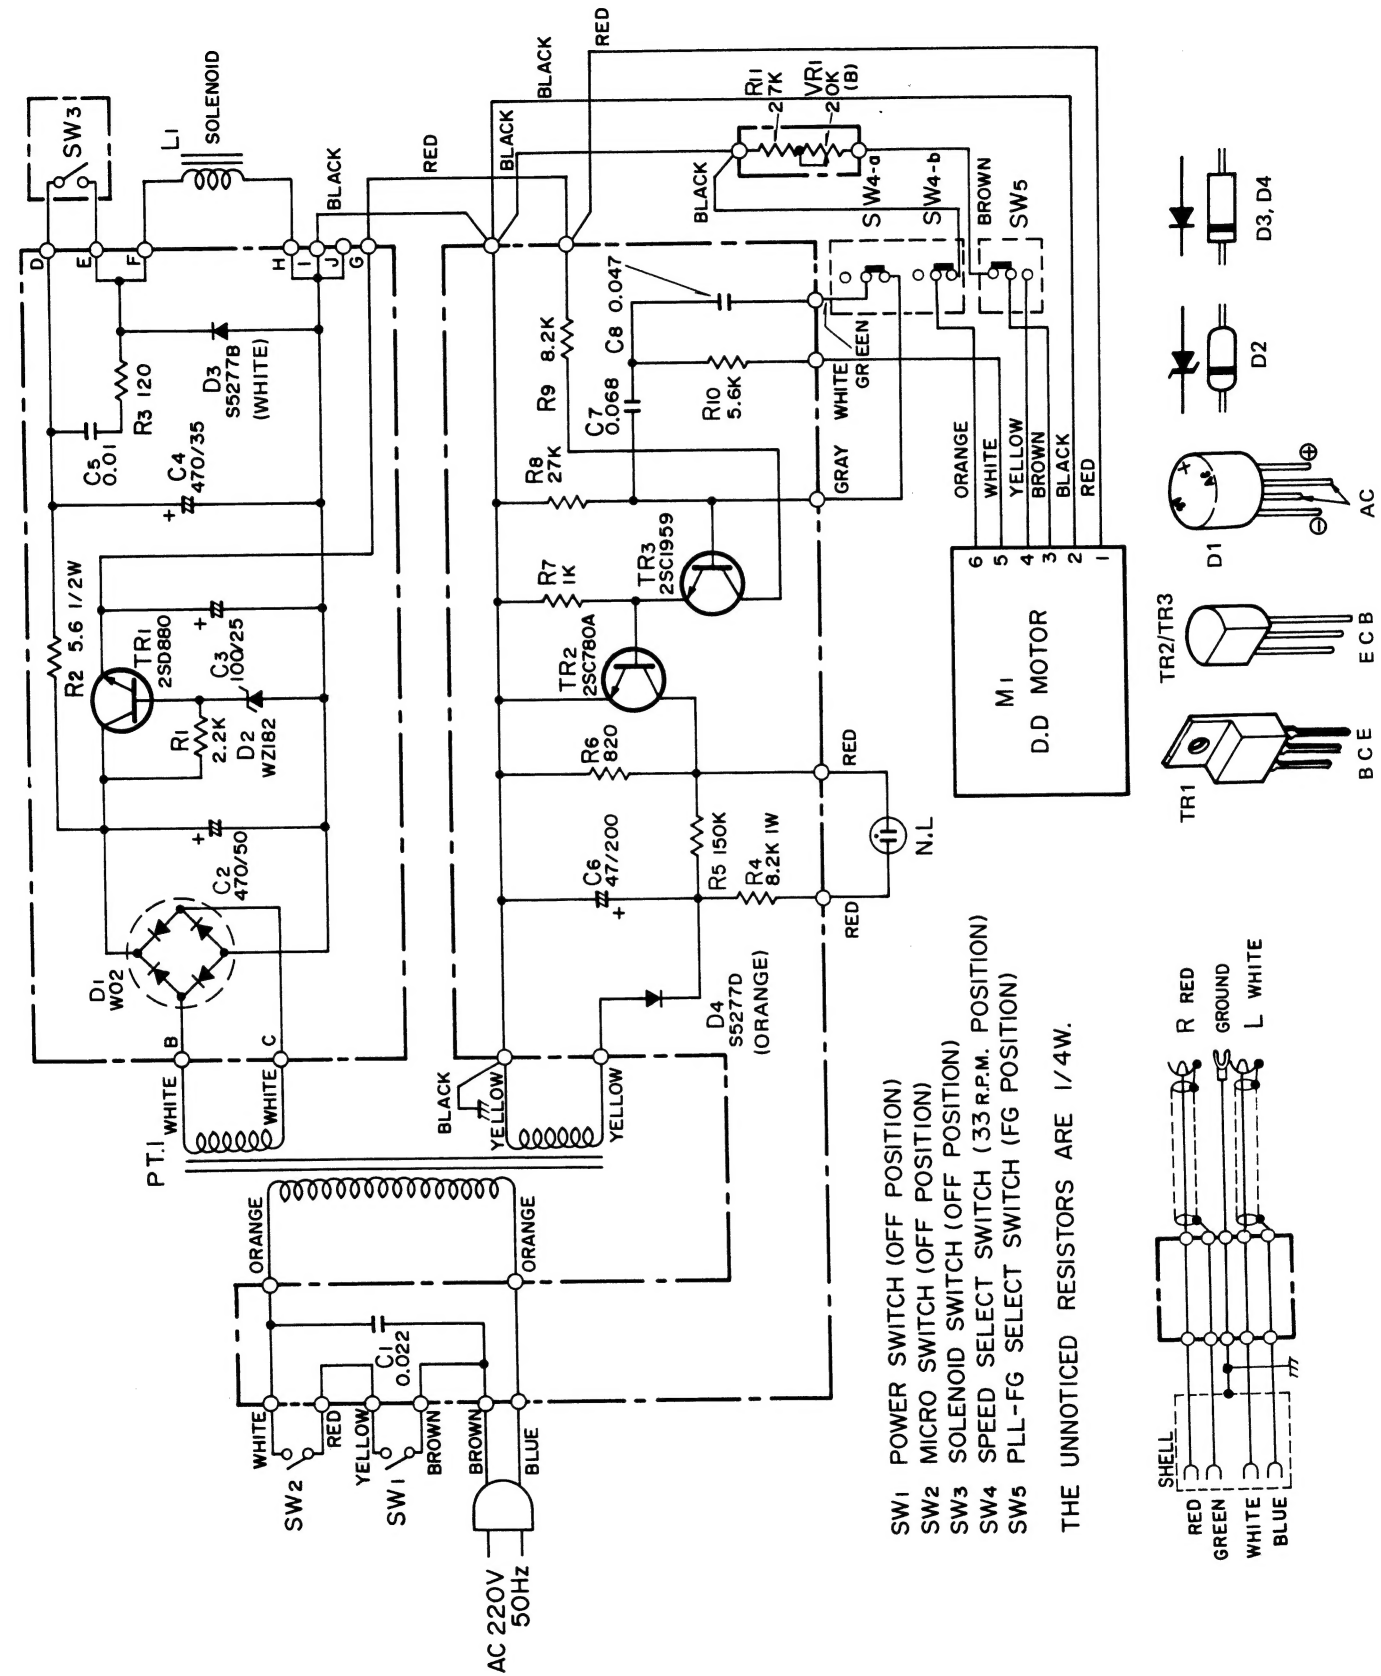 AC 220V
50Hz
SW2
SW1
WHITE
RED
YELLOW
BROWN
BROWN
BLUE
C1
0.022
ORANGE
ORANGE
P.T.1
WHITE
WHITE
B
C
BLACK
YELLOW
YELLOW
D1
W02
C2
470/50
+
R1
2.2K
D2
WZ182
TR1
2SD880
C3
100/25
+
R2 5.6 1/2W
C4
470/35
+
C5
0.01
R3 120
D3
S5277B
(WHITE)
D
E
F
H
I
J
G
SW3
L1
SOLENOID
BLACK
RED
D4
S5277D
(ORANGE)
C6
47/200
+
R5 150K
R4
8.2K 1W
R6
820
TR2
2SC780A
R7
1K
TR3
2SC1959
R8
27K
R9 8.2K
C7
0.068
C8 0.047
R10
5.6K
RED
RED
N.L
GRAY
WHITE
GREEN
BLACK
BLACK
RED
BLACK
R11
27K
VR1
20K
(B)
SW4-a
SW4-b
BROWN
SW5
ORANGE
WHITE
YELLOW
BROWN
BLACK
RED
6
5
4
3
2
1
M1
D.D MOTOR
SW1 POWER SWITCH (OFF POSITION)
SW2 MICRO SWITCH (OFF POSITION)
SW3 SOLENOID SWITCH (OFF POSITION)
SW4 SPEED SELECT SWITCH (33 R.P.M. POSITION)
SW5 PLL-FG SELECT SWITCH (FG POSITION)
THE UNNOTICED RESISTORS ARE 1/4W.
SHELL
RED
GREEN
WHITE
BLUE
R RED
GROUND
L WHITE
TR1
B C E
TR2/TR3
E C B
D1
+
⊖
⊕
AC
D2
D3, D4